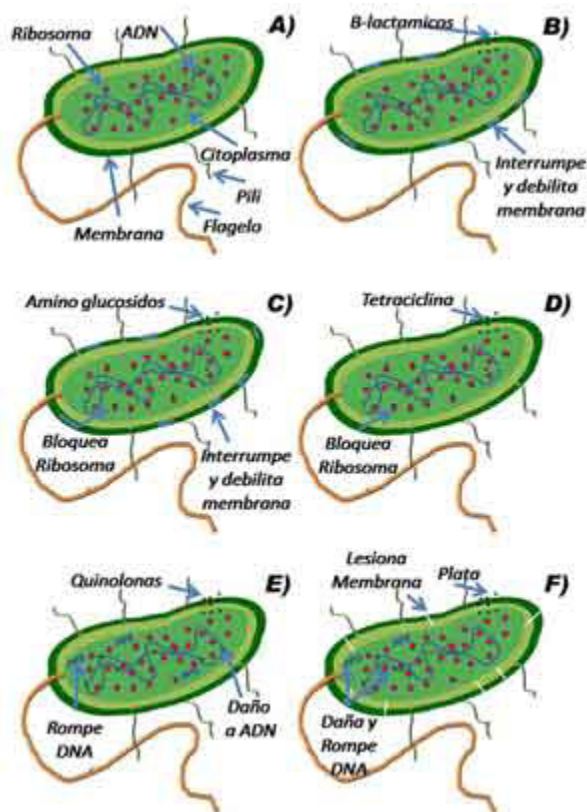 A)
Ribosoma
ADN
Citoplasma
Pili
Flagelo
Membrana
B)
B-lactamicos
Interrumpe
y debilita
membrana
C)
Amino glucosidos
Bloquea
Ribosoma
Interrumpe
y debilita
membrana
D)
Tetraciclina
Bloquea
Ribosoma
E)
Quinolonas
Rompe
DNA
Daño
a ADN
F)
Lesiona
Membrana
Plata
Daña y
Rompe
DNA